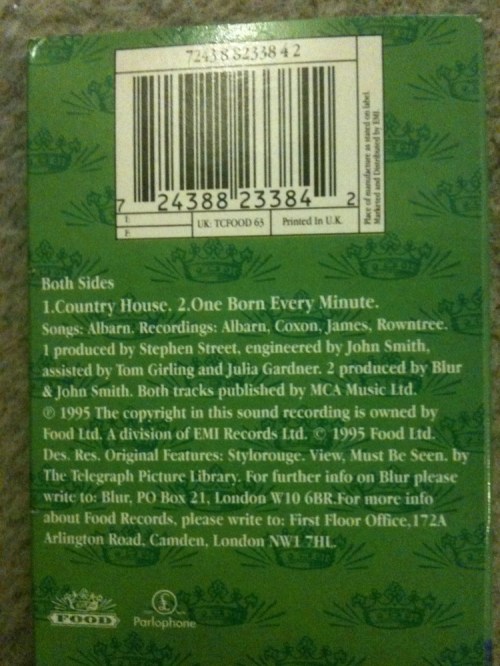 7243 8 82338 4 2
7 24388 23384 2
Place of manufacture as stated on label.
Marketed and Distributed by EMI
E
F:
UK: TCFOOD 63
Printed In U.K.
Both Sides
1.Country House. 2.One Born Every Minute.
Songs: Albarn. Recordings: Albarn, Coxon, James, Rowntree.
1 produced by Stephen Street, engineered by John Smith,
assisted by Tom Girling and Julia Gardner. 2 produced by Blur
& John Smith. Both tracks published by MCA Music Ltd.
℗ 1995 The copyright in this sound recording is owned by
Food Ltd. A division of EMI Records Ltd. © 1995 Food Ltd.
Des. Res. Original Features: Stylorouge. View, Must Be Seen. by
The Telegraph Picture Library. For further info on Blur please
write to: Blur, PO Box 21, London W10 6BR.For more info
about Food Records, please write to: First Floor Office,172A
Arlington Road, Camden, London NW1 7HL.
FOOD
£
Parlophone